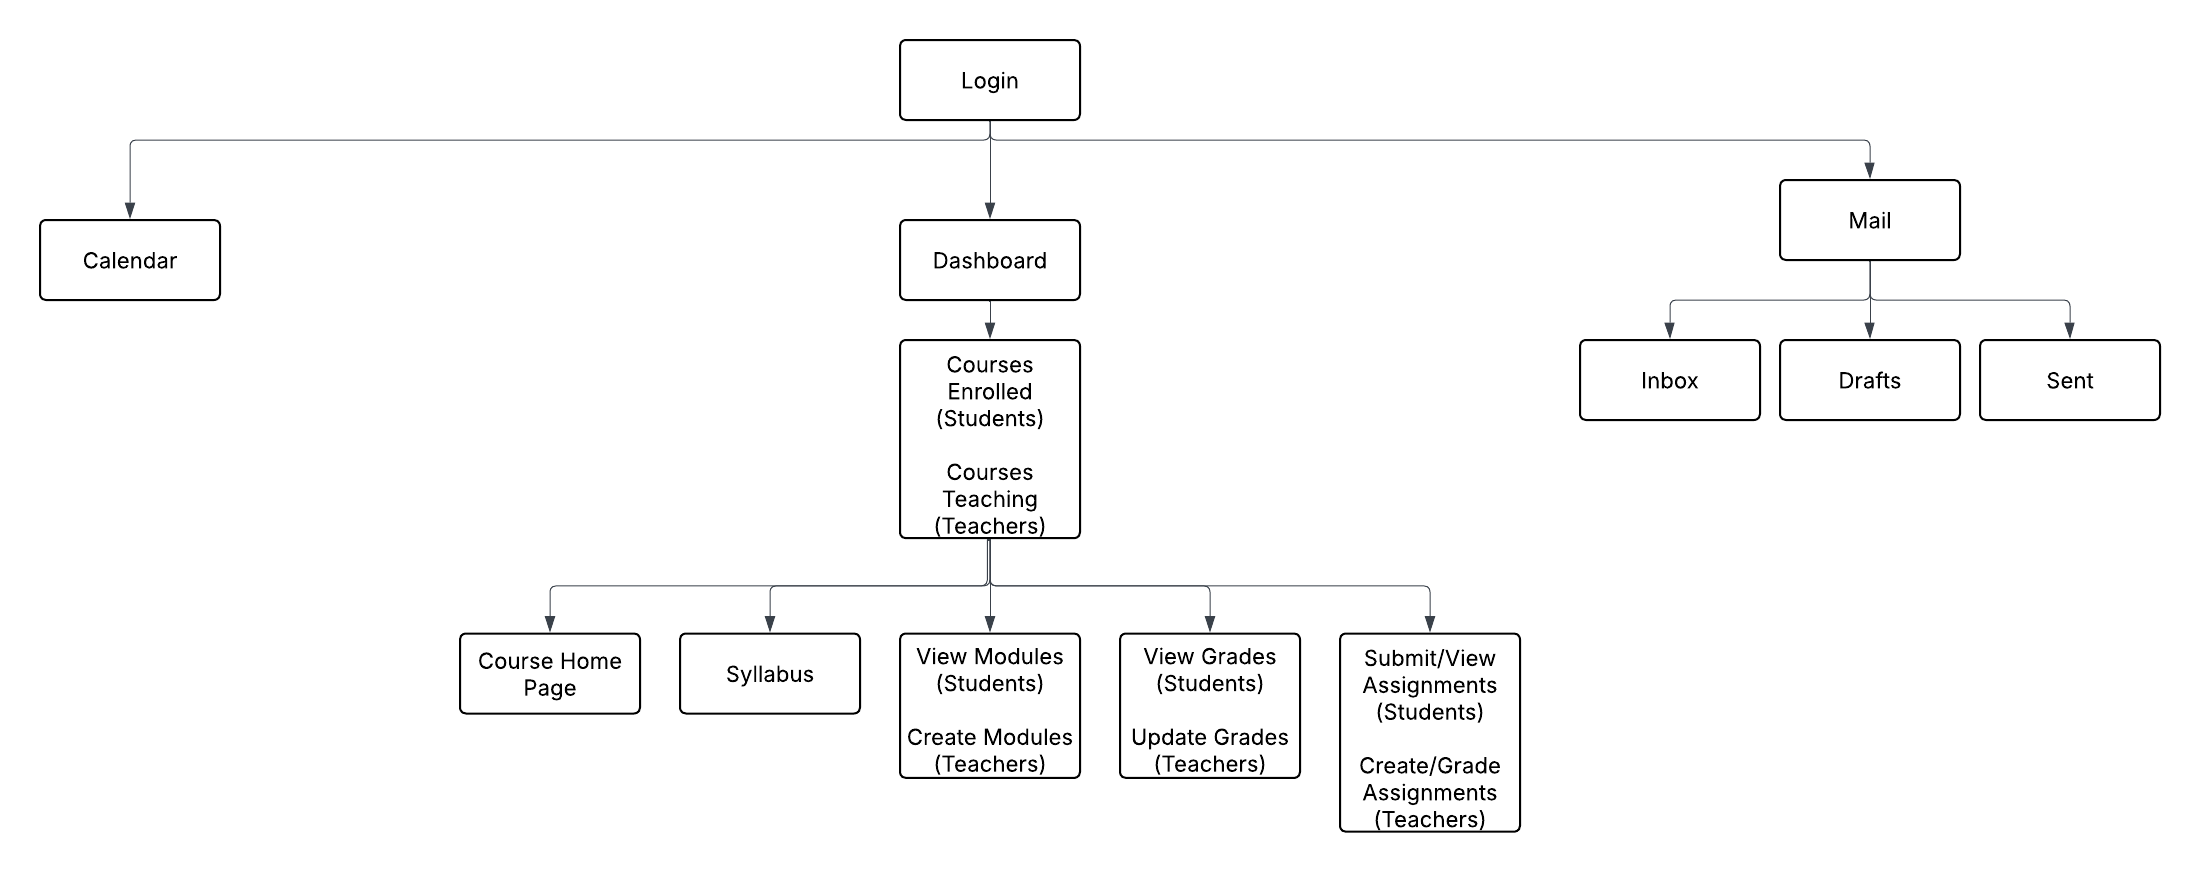 Login
Calendar
Dashboard
Mail
Courses
Enrolled
(Students)
Courses
Teaching
(Teachers)
Inbox
Drafts
Sent
Course Home
Page
Syllabus
View Modules
(Students)
Create Modules
(Teachers)
View Grades
(Students)
Update Grades
(Teachers)
Submit/View
Assignments
(Students)
Create/Grade
Assignments
(Teachers)